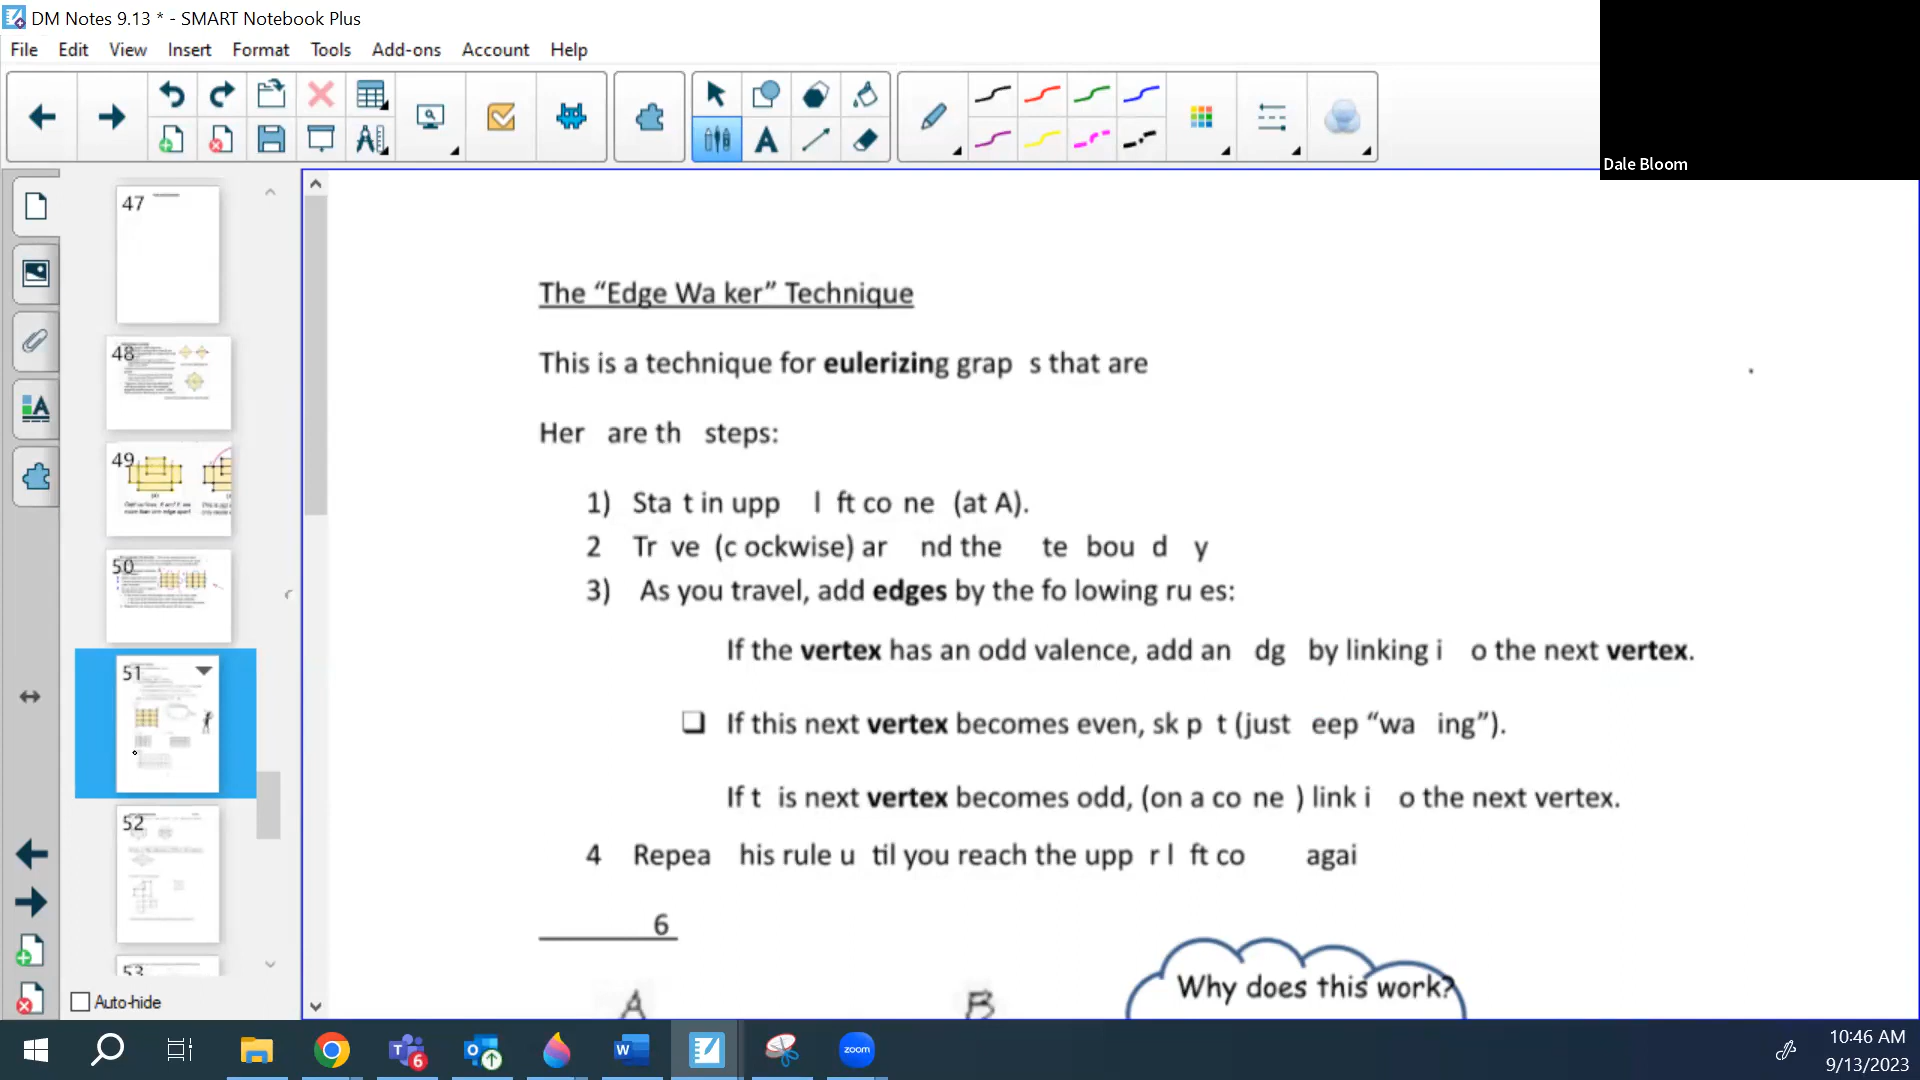 DM Notes 9.13 * - SMART Notebook Plus
File Edit View Insert Format Tools Add-ons Account Help
Dale Bloom
47
48
49
50
51
52
53
Auto-hide
The “Edge Wa ker” Technique
This is a technique for eulerizing grap s that are .
Her are th steps:
1) Sta t in upp l ft co ne (at A).
2 Tr ve (c ockwise) ar nd the te bou d y
3) As you travel, add edges by the fo lowing ru es:
If the vertex has an odd valence, add an dg by linking i o the next vertex.
❑ If this next vertex becomes even, sk p t (just eep “wa ing”).
If t is next vertex becomes odd, (on a co ne ) link i o the next vertex.
4 Repea his rule u til you reach the upp r l ft co agai
6
A B
Why does this work?
zoom
10:46 AM
9/13/2023